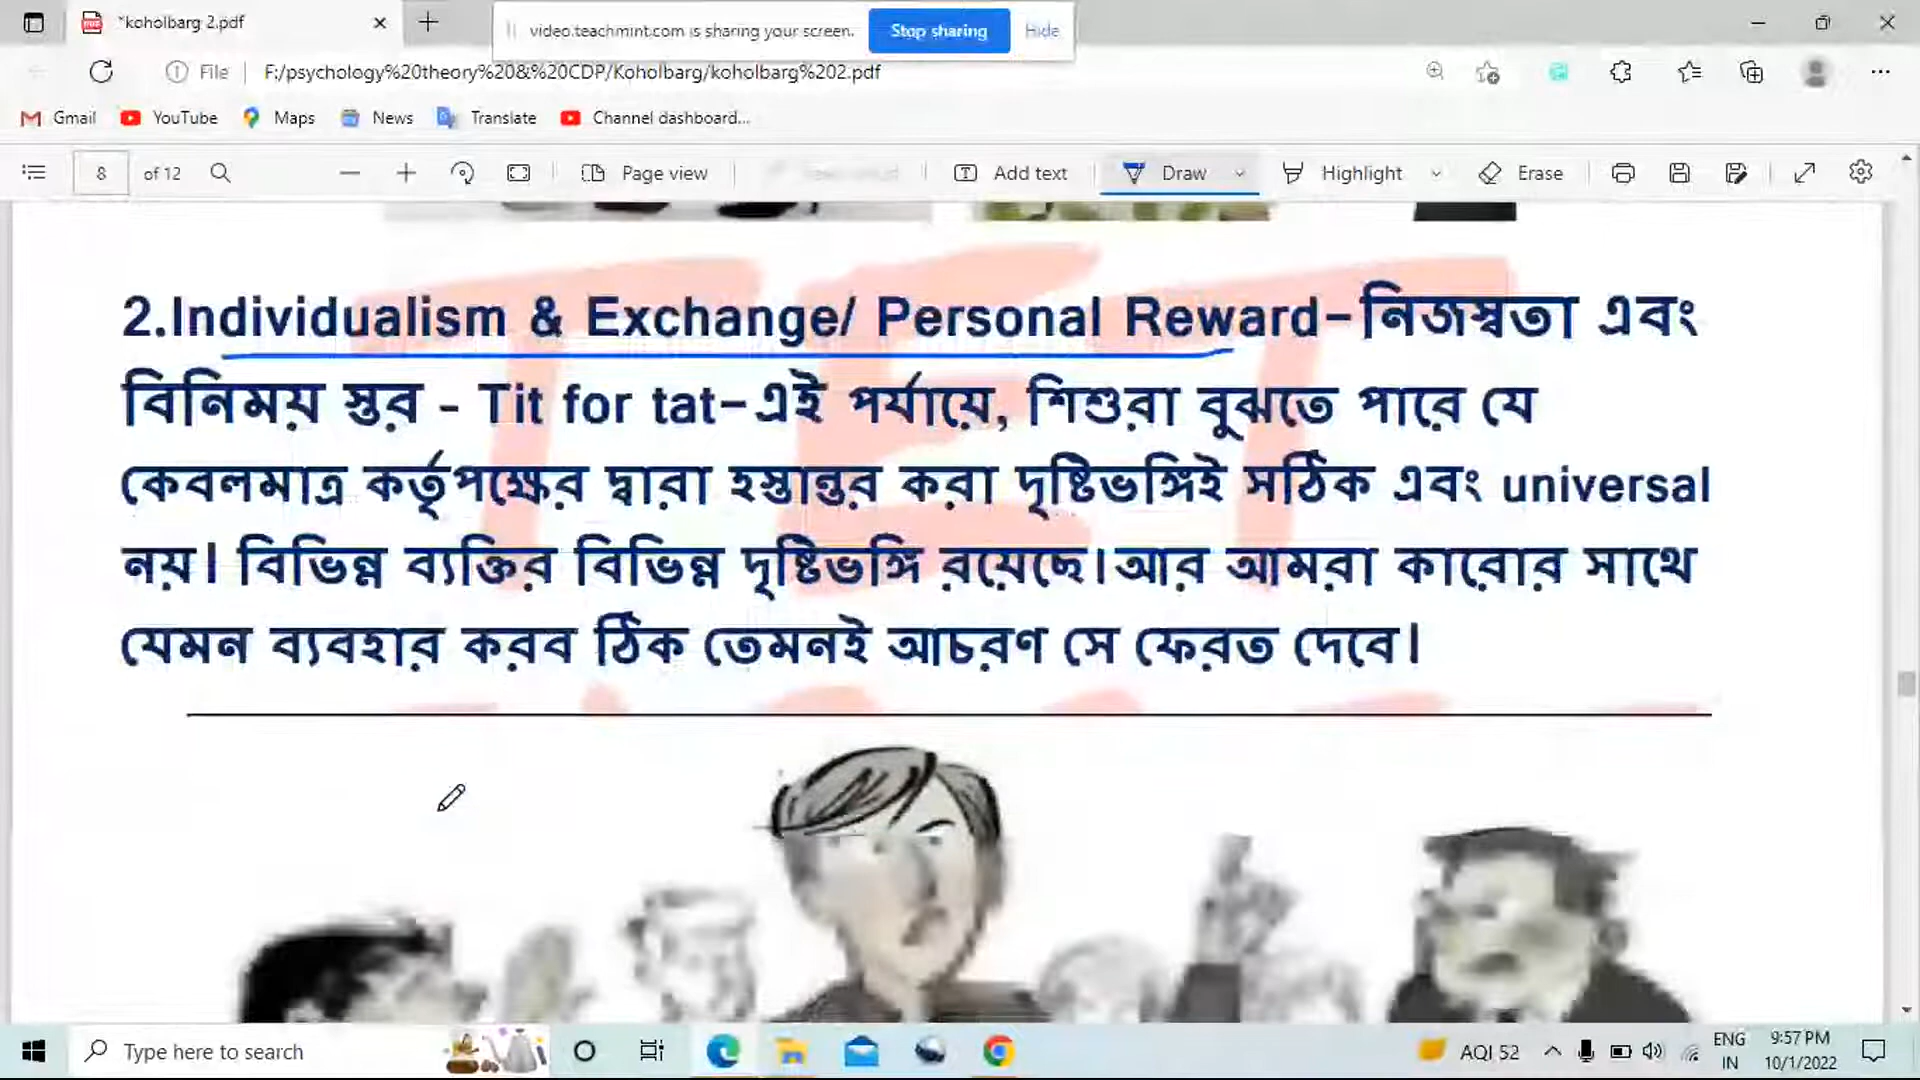 *koholbarg 2.pdf
video.teachmint.com is sharing your screen.
Stop sharing
Hide
File
F:/psychology%20theory%20&%20CDP/Koholbarg/koholbarg%202.pdf
Gmail
YouTube
Maps
News
Translate
Channel dashboard...
8 of 12
Page view
Add text
Draw
Highlight
Erase
2.Individualism & Exchange/ Personal Reward-নিজস্বতা এবং
বিনিময় স্তর - Tit for tat-এই পর্যায়ে, শিশুরা বুঝতে পারে যে
কেবলমাত্র কর্তৃপক্ষের দ্বারা হস্তান্তর করা দৃষ্টিভঙ্গিই সঠিক এবং universal
নয়। বিভিন্ন ব্যক্তির বিভিন্ন দৃষ্টিভঙ্গি রয়েছে।আর আমরা কারোর সাথে
যেমন ব্যবহার করব ঠিক তেমনই আচরণ সে ফেরত দেবে।
TET
Type here to search
AQI 52
ENG
IN
9:57 PM
10/1/2022